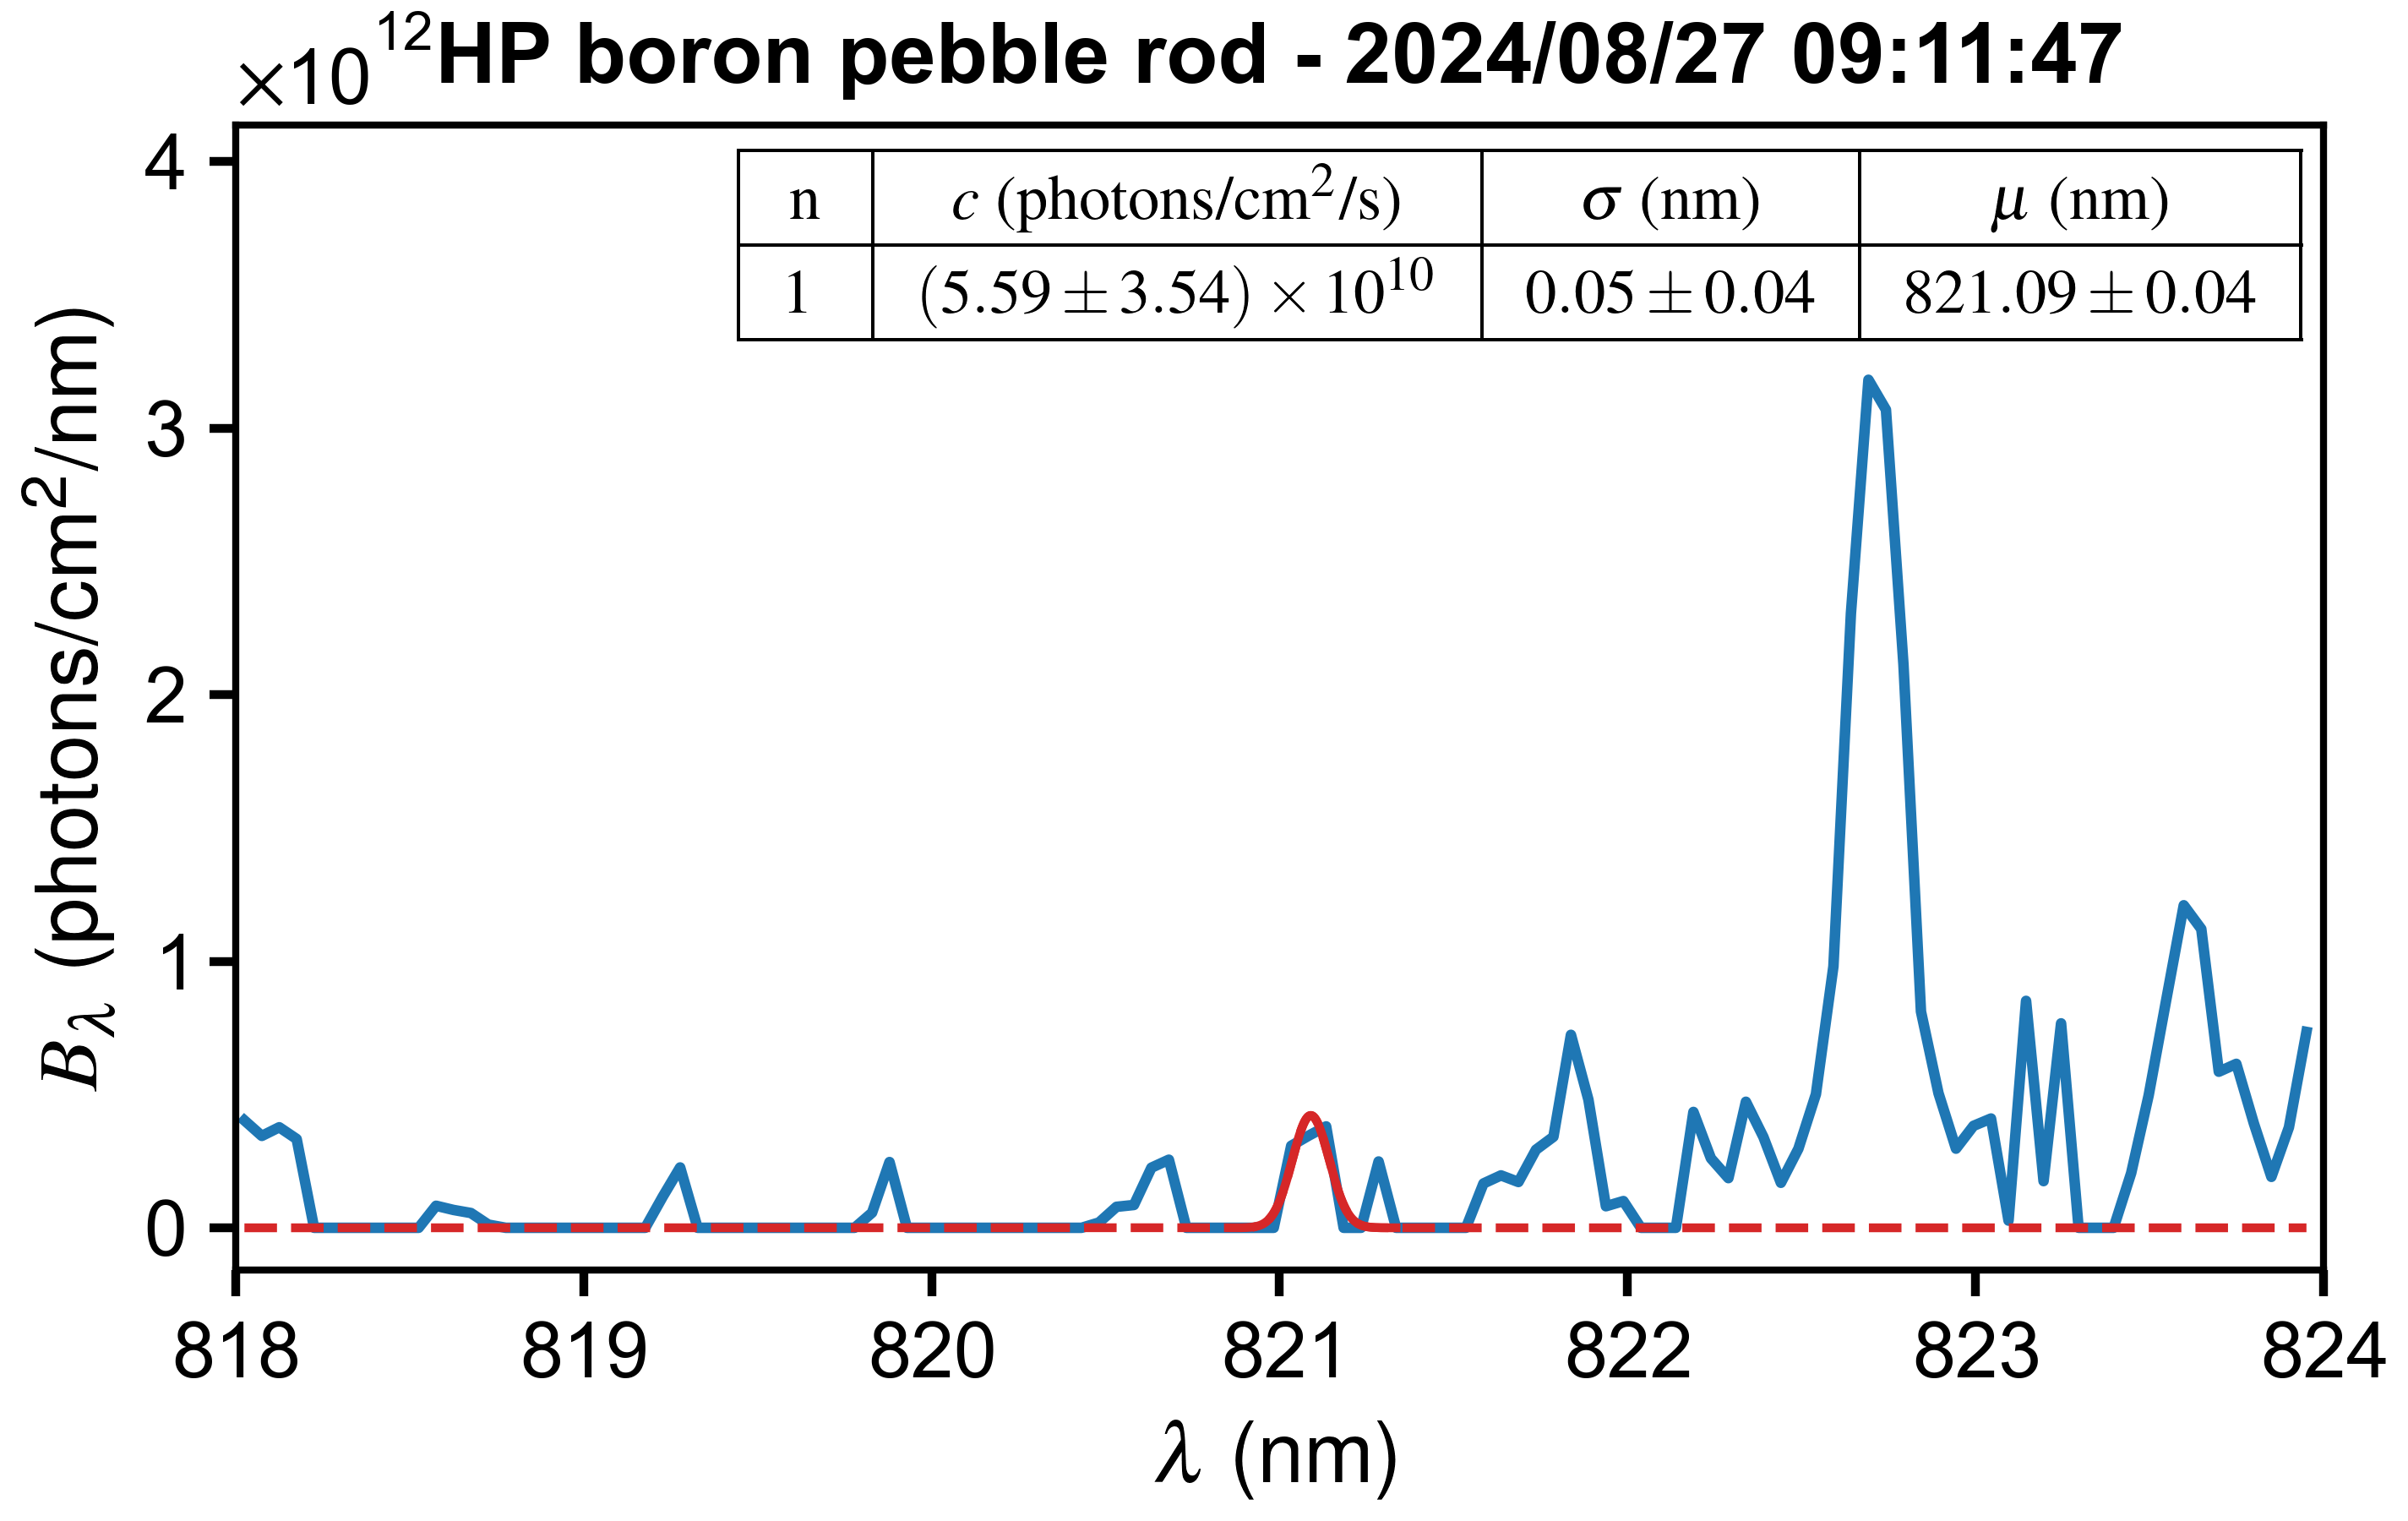 ×10¹² HP boron pebble rod - 2024/08/27 09:11:47
n c (photons/cm²/s) σ (nm) μ (nm)
1 (5.59 ± 3.54) × 10¹⁰ 0.05 ± 0.04 821.09 ± 0.04
B_λ (photons/cm²/nm)
4
3
2
1
0
818 819 820 821 822 823 824
λ (nm)